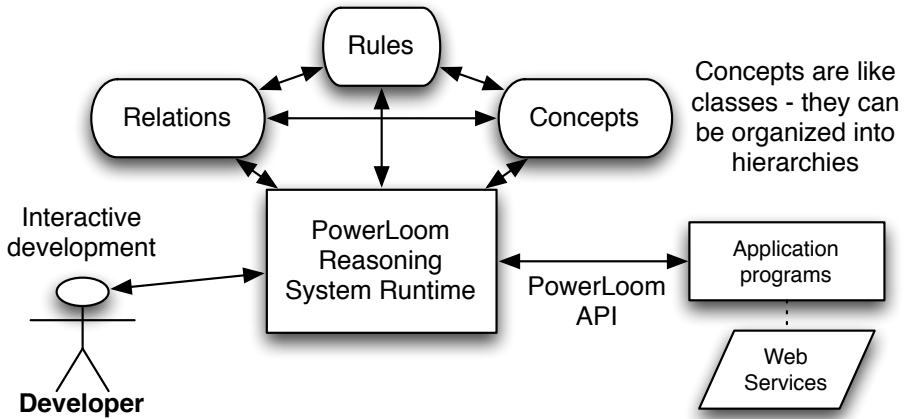 Rules
Relations
Concepts
Concepts are like
classes - they can
be organized into
hierarchies
Interactive
development
PowerLoom
Reasoning
System Runtime
PowerLoom
API
Application
programs
Web
Services
Developer